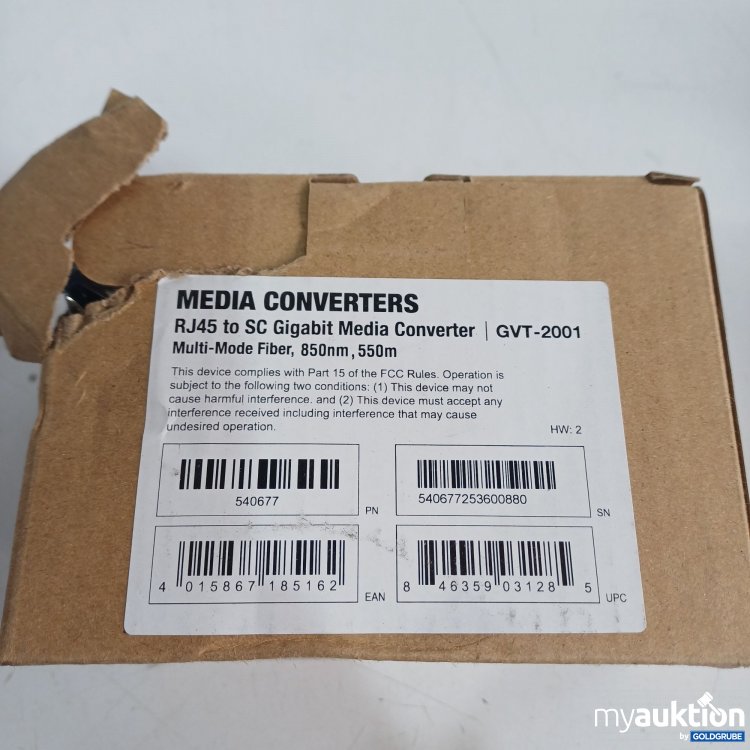 MEDIA CONVERTERS
RJ45 to SC Gigabit Media Converter | GVT-2001
Multi-Mode Fiber, 850nm, 550m
This device complies with Part 15 of the FCC Rules. Operation is
subject to the following two conditions: (1) This device may not
cause harmful interference. and (2) This device must accept any
interference received including interference that may cause
undesired operation.
HW: 2
540677
PN
540677253600880
SN
4 015867 185162
EAN
8 46359 03128 5
UPC
myauktion
by GOLDGRUBE